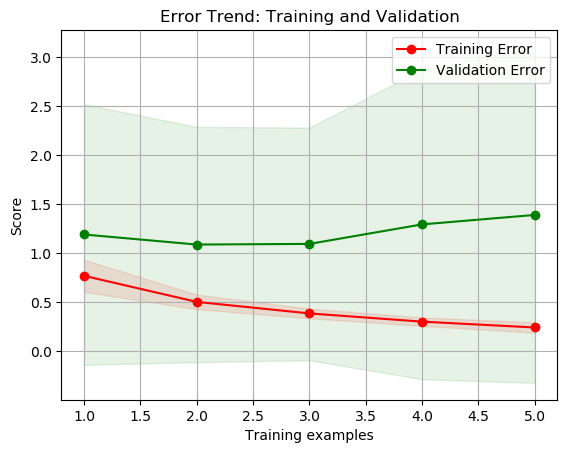 Error Trend: Training and Validation
Training Error
Validation Error
3.0
2.5
2.0
1.5
1.0
0.5
0.0
Score
1.0 1.5 2.0 2.5 3.0 3.5 4.0 4.5 5.0
Training examples